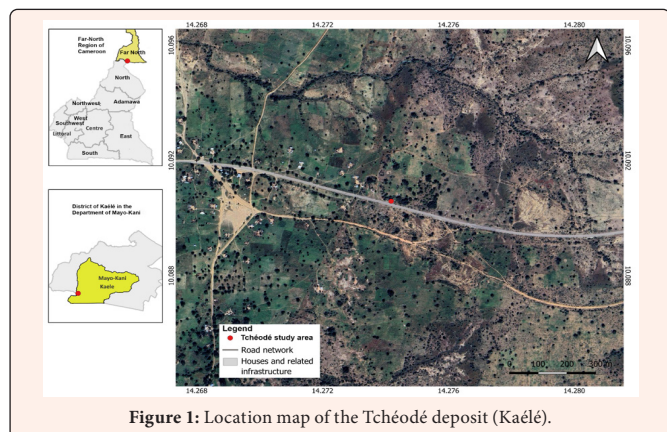 Far-North
Region of
Cameroon
Far North
North
Adamawa
Northwest
West
Southwest
Littoral
Centre
East
South
District of Kaélé in the
Department of Mayo-Kani
Mayo-Kani
Kaele
14.268
14.272
14.276
14.280
10.096
10.096
10.092
10.092
10.088
10.088
Legend
Tchéodé study area
Road network
Houses and related
infrastructure
0 100 200 300 m
14.268
14.272
14.276
14.280
Figure 1: Location map of the Tchéodé deposit (Kaélé).